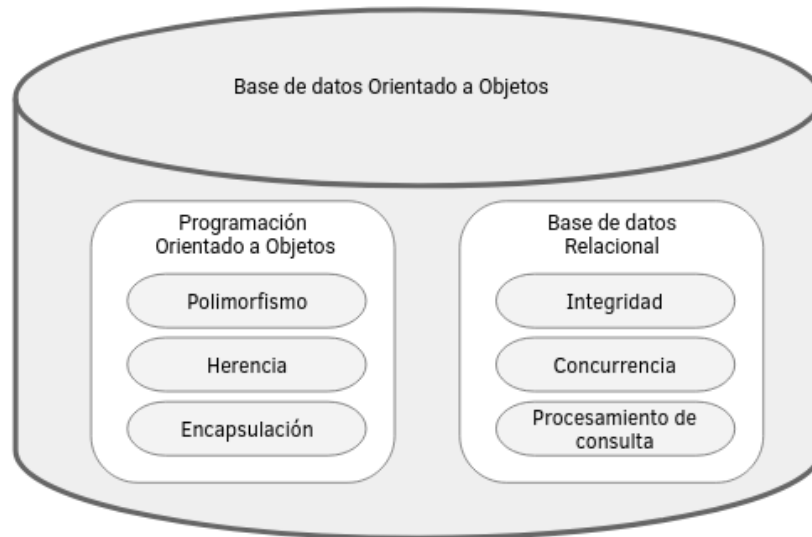 Base de datos Orientado a Objetos
Programación
Orientado a Objetos
Polimorfismo
Herencia
Encapsulación
Base de datos
Relacional
Integridad
Concurrencia
Procesamiento de
consulta